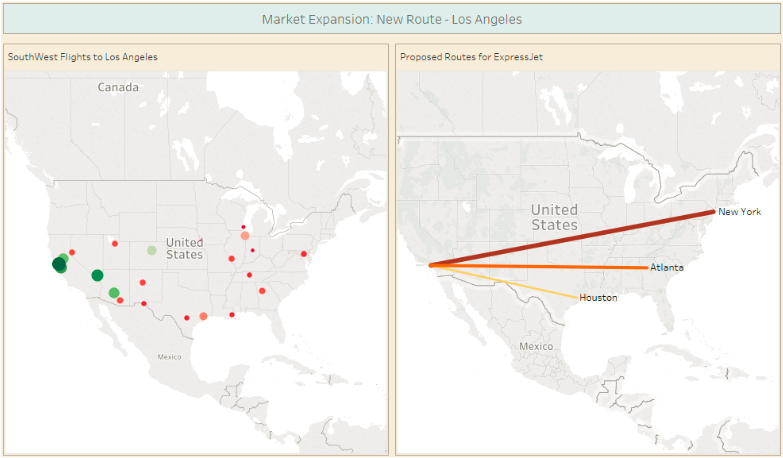 Market Expansion: New Route - Los Angeles
SouthWest Flights to Los Angeles
Canada
United
States
Mexico
Proposed Routes for ExpressJet
United
States
New York
Atlanta
Houston
Mexico